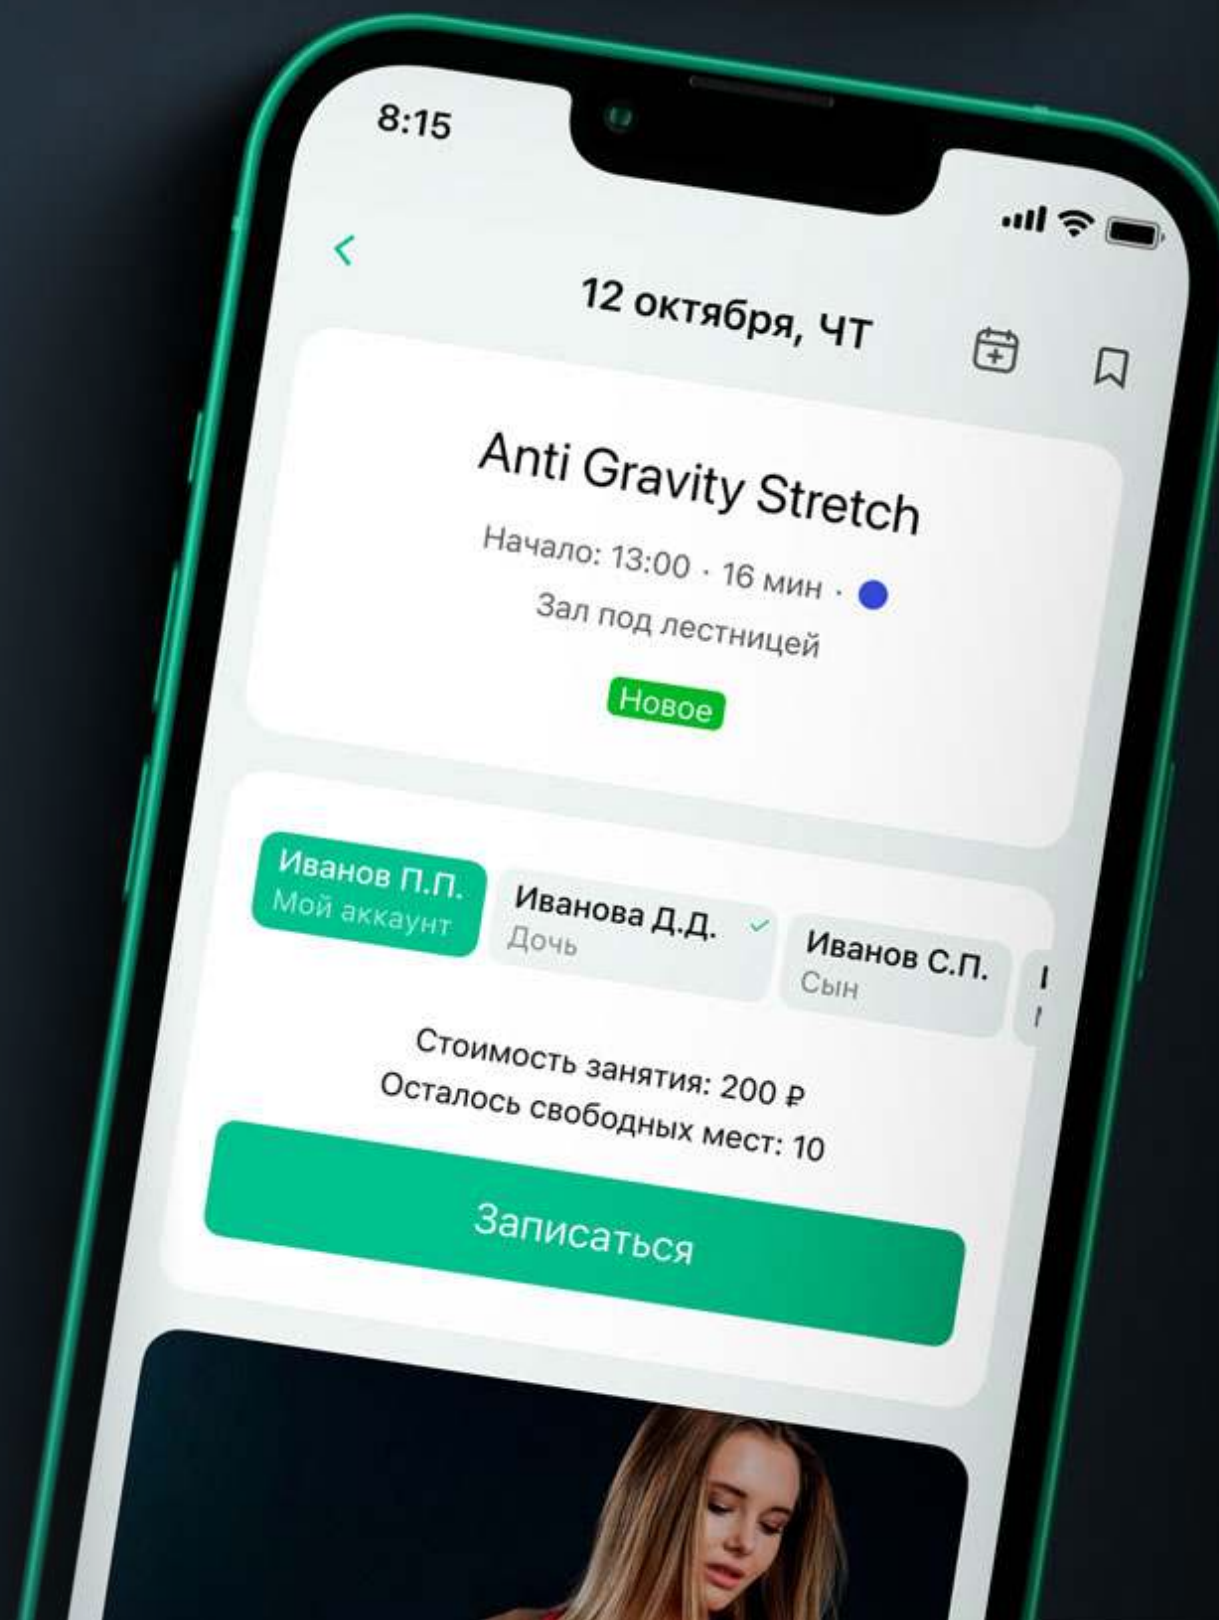 8:15
12 октября, ЧТ
Anti Gravity Stretch
Начало: 13:00 · 16 мин ·
Зал под лестницей
Новое
Иванов П.П.
Мой аккаунт
Иванова Д.Д.
Дочь
Иванов С.П.
Сын
Стоимость занятия: 200 ₽
Осталось свободных мест: 10
Записаться